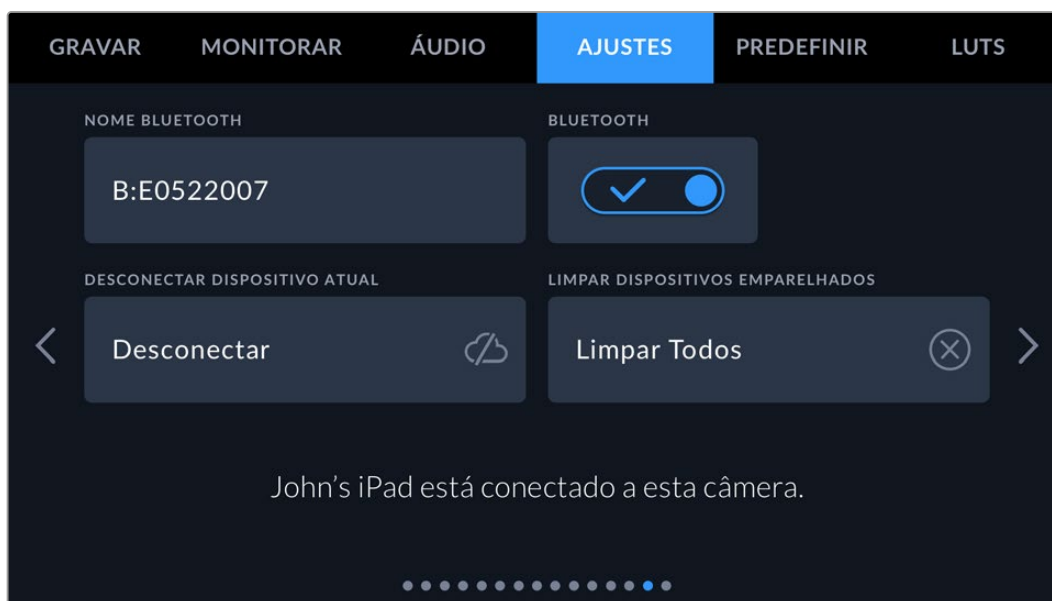 GRAVAR MONITORAR ÁUDIO AJUSTES PREDEFINIR LUTS
NOME BLUETOOTH BLUETOOTH
B:E0522007
DESCONECTAR DISPOSITIVO ATUAL LIMPAR DISPOSITIVOS EMPARELHADOS
Desconectar Limpar Todos
John’s iPad está conectado a esta câmera.